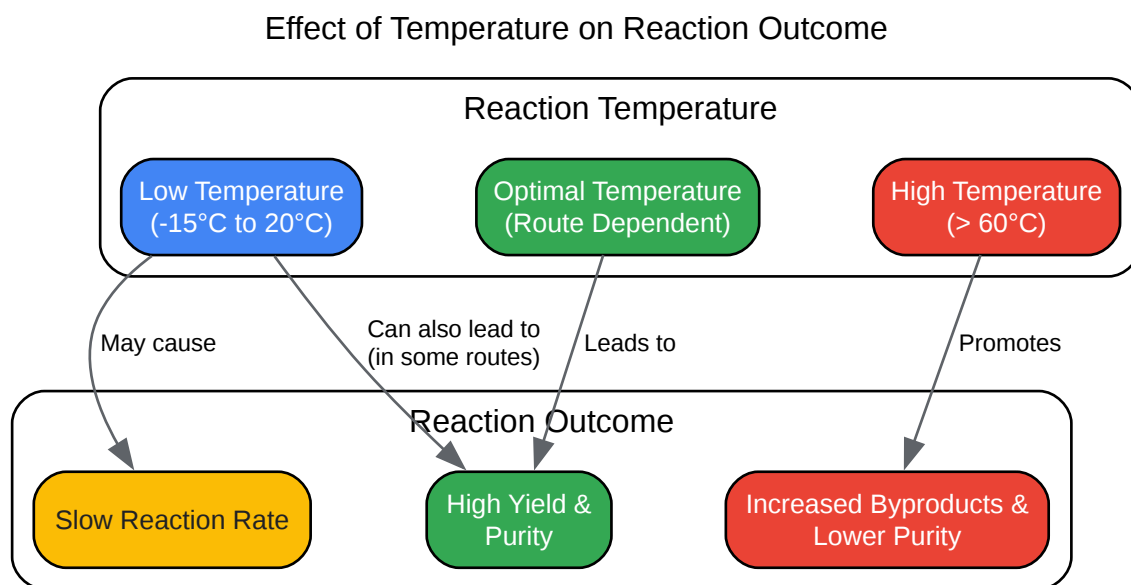 Effect of Temperature on Reaction Outcome
Reaction Temperature
Low Temperature
(-15°C to 20°C)
Optimal Temperature
(Route Dependent)
High Temperature
(> 60°C)
May cause
Can also lead to
(in some routes)
Leads to
Promotes
Reaction Outcome
Slow Reaction Rate
High Yield &
Purity
Increased Byproducts &
Lower Purity